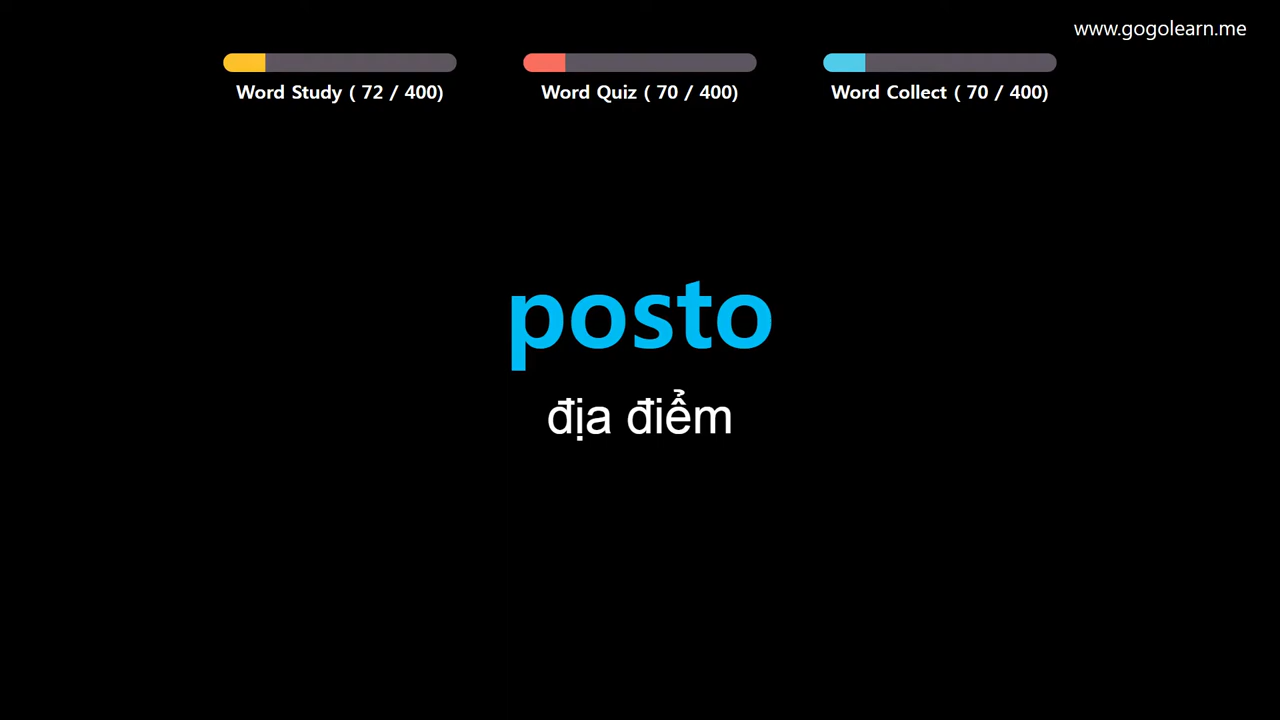 www.gogolearn.me
Word Study ( 72 / 400)
Word Quiz ( 70 / 400)
Word Collect ( 70 / 400)
posto
địa điểm